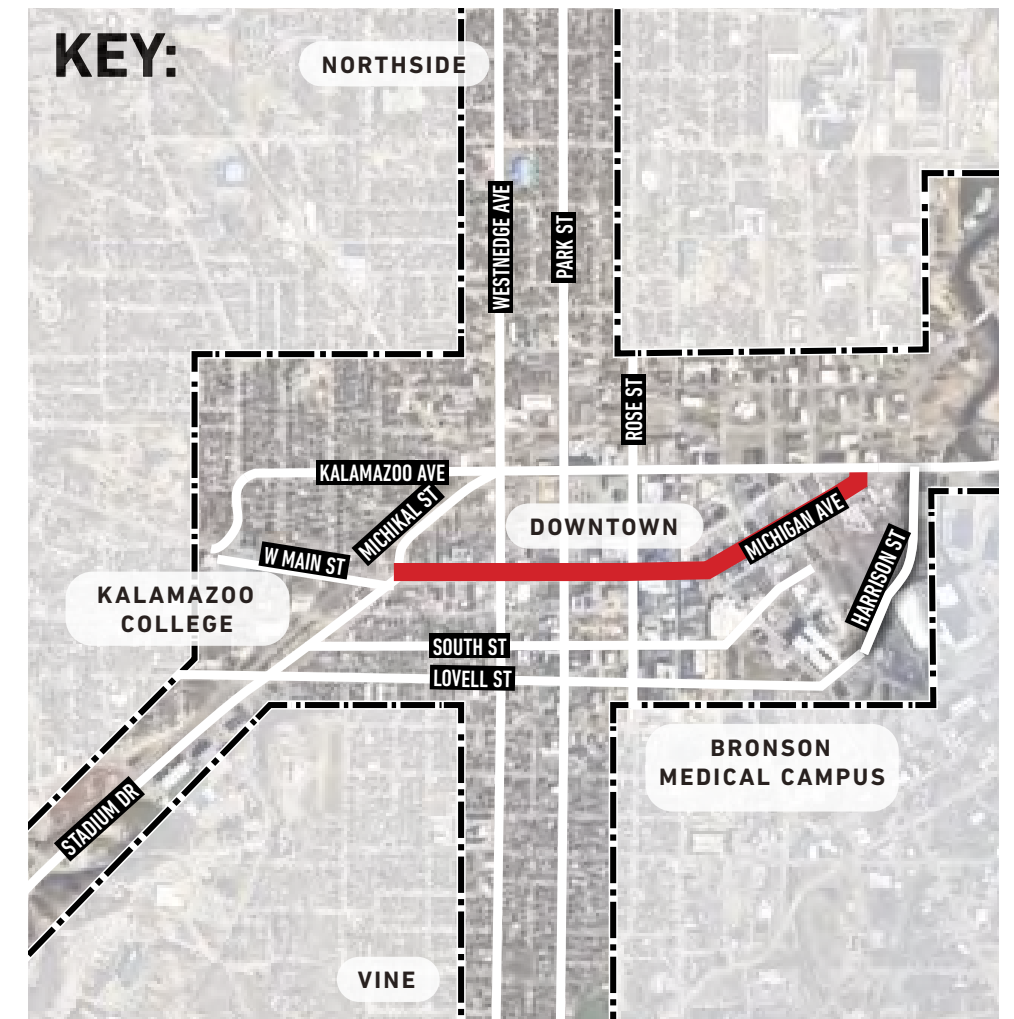 KEY:
NORTHSIDE
WESTNEDGE AVE
PARK ST
ROSE ST
KALAMAZOO AVE
MICHIKAL ST
DOWNTOWN
MICHIGAN AVE
W MAIN ST
HARRISON ST
KALAMAZOO
COLLEGE
SOUTH ST
LOVELL ST
BRONSON
MEDICAL CAMPUS
STADIUM DR
VINE